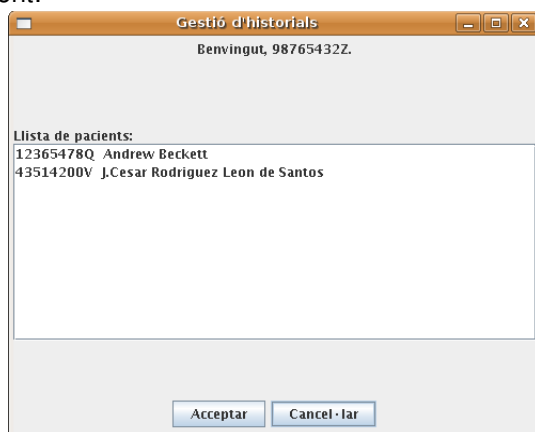 Gestió d'historials
Benvingut, 98765432Z.
Llista de pacients:
12365478Q Andrew Beckett
43514200V J.Cesar Rodriguez Leon de Santos
Acceptar Cancel·lar